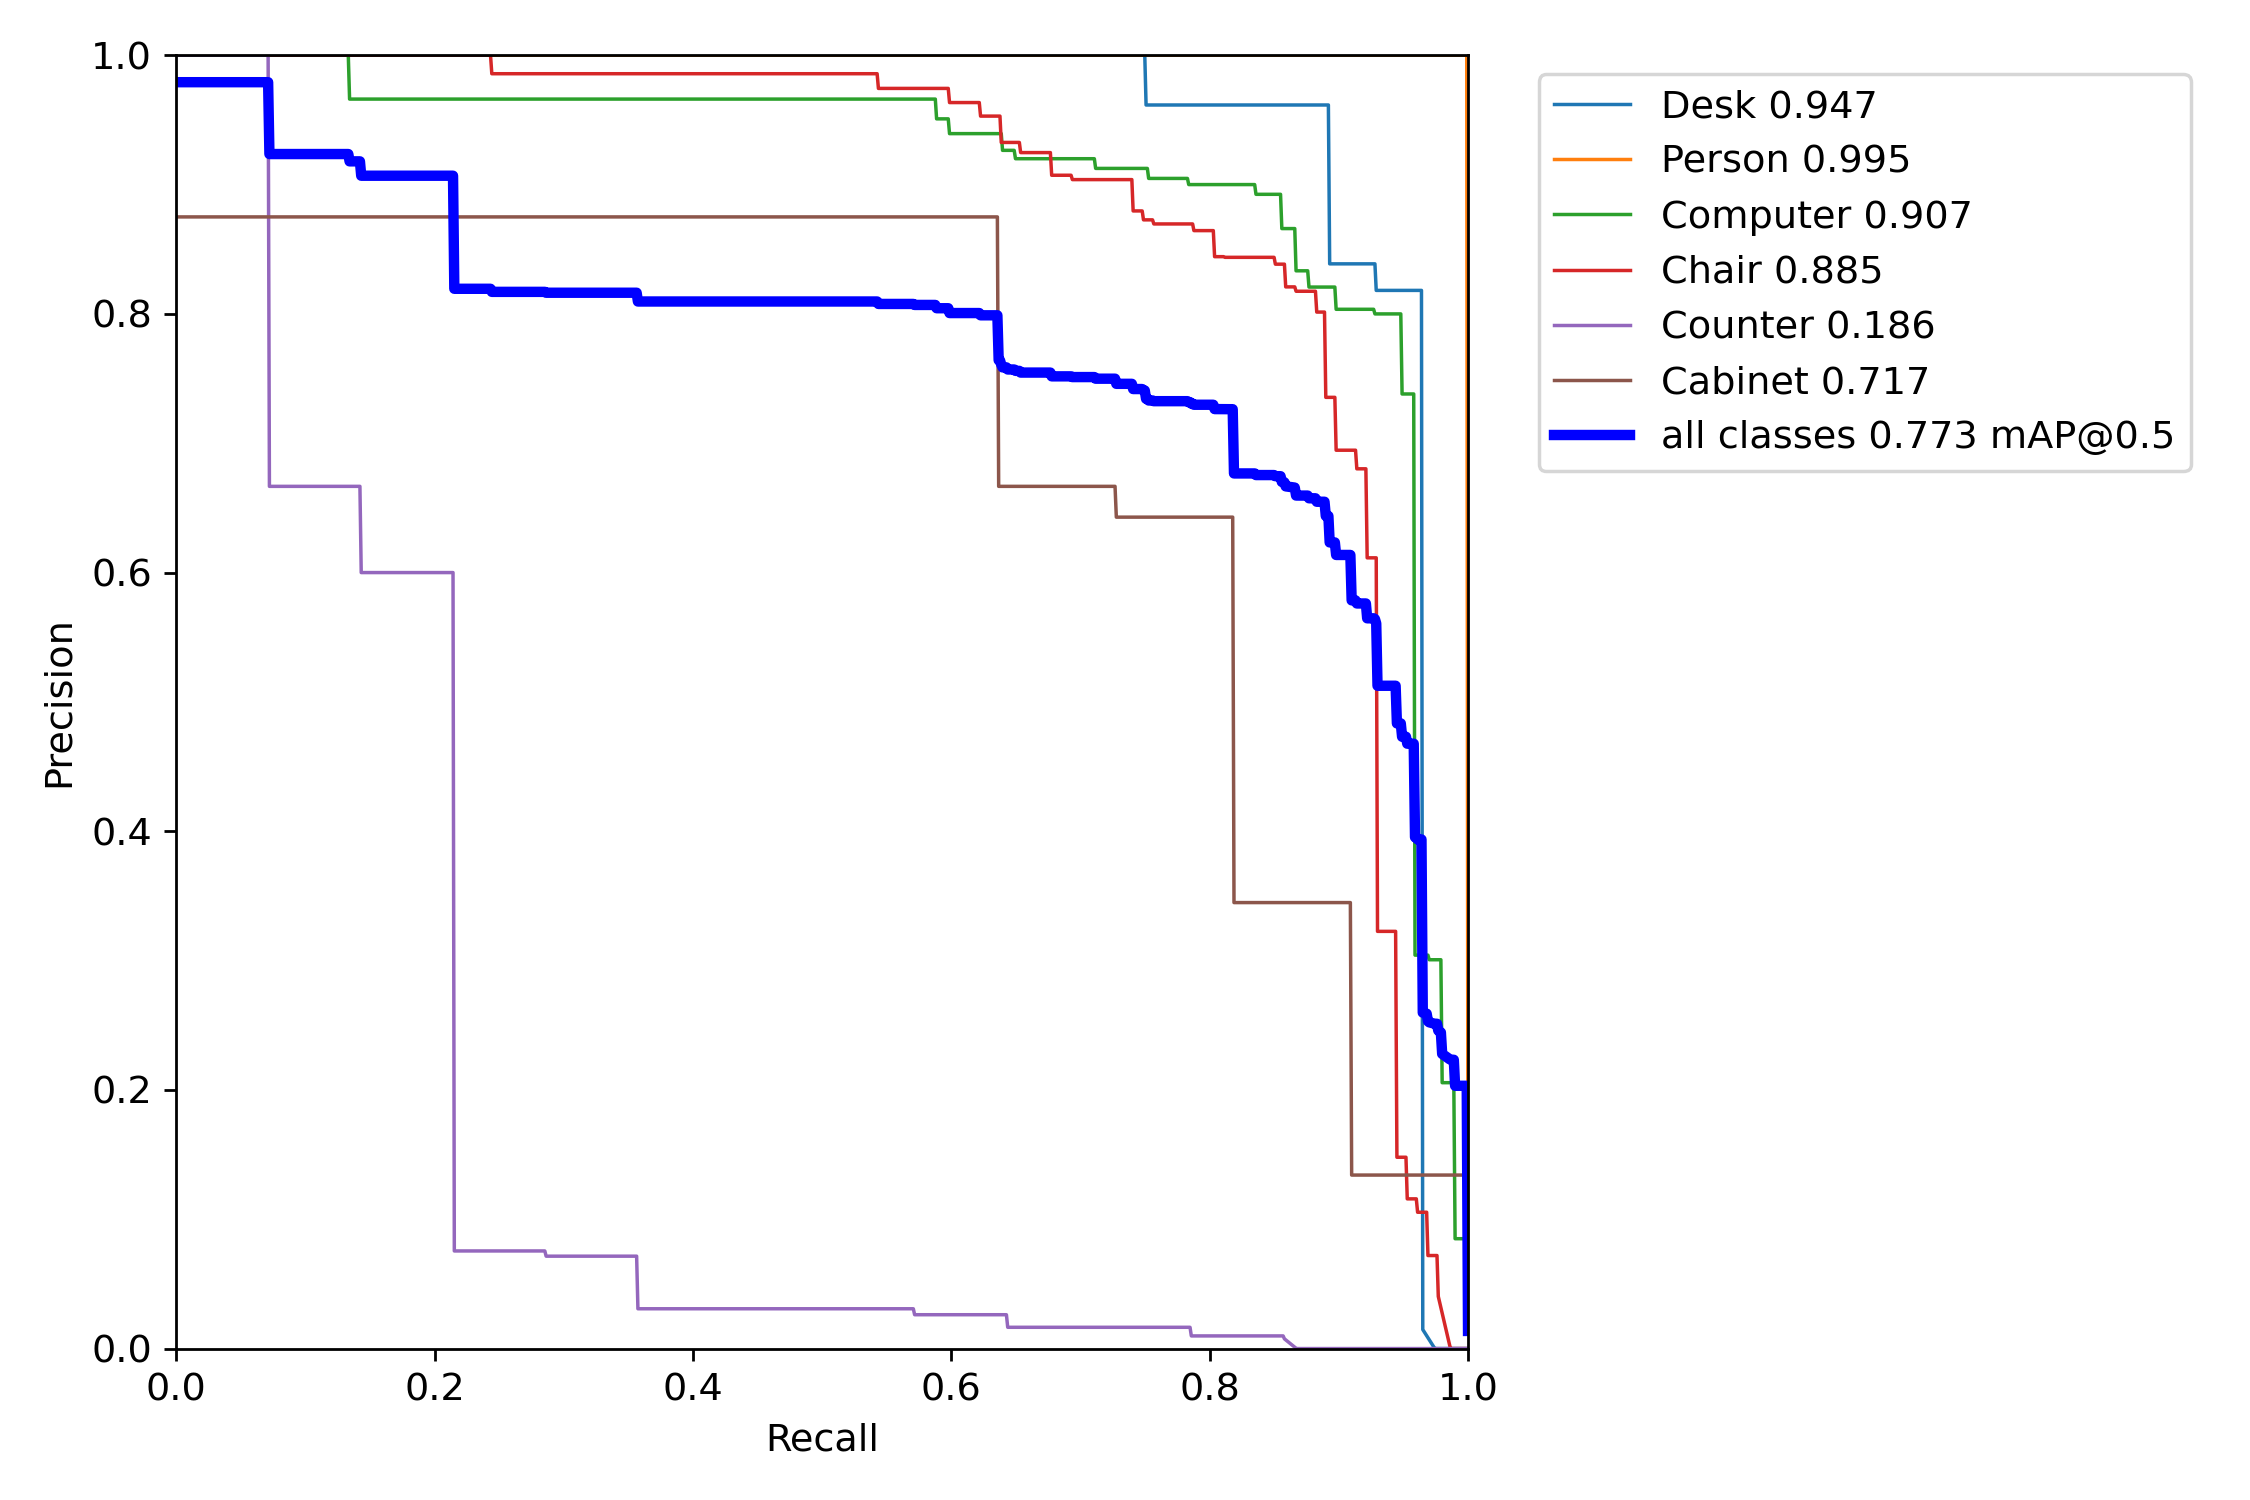 1.0
0.8
0.6
0.4
0.2
0.0
Precision
0.0 0.2 0.4 0.6 0.8 1.0
Recall
Desk 0.947
Person 0.995
Computer 0.907
Chair 0.885
Counter 0.186
Cabinet 0.717
all classes 0.773 mAP@0.5